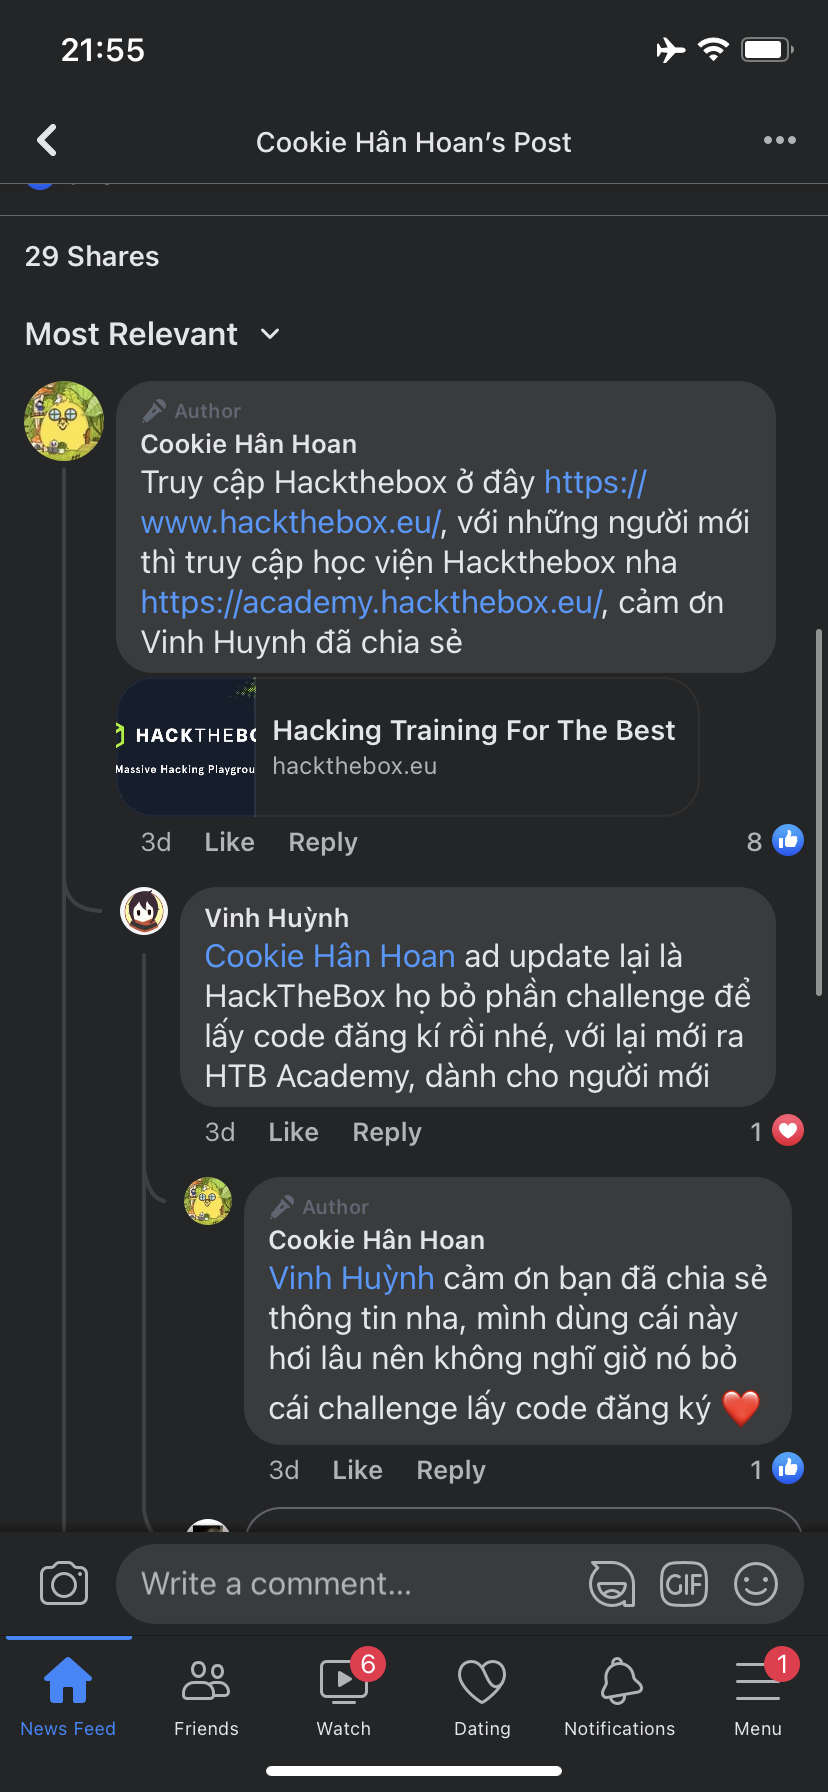 21:55
Cookie Hân Hoan's Post
29 Shares
Most Relevant
Author
Cookie Hân Hoan
Truy cập Hackthebox ở đây https://
www.hackthebox.eu/, với những người mới
thì truy cập học viện Hackthebox nha
https://academy.hackthebox.eu/, cảm ơn
Vinh Huynh đã chia sẻ
HACKTHEBO
Massive Hacking Playgrou
Hacking Training For The Best
hackthebox.eu
3d Like Reply 8
Vinh Huỳnh
Cookie Hân Hoan ad update lại là
HackTheBox họ bỏ phần challenge để
lấy code đăng kí rồi nhé, với lại mới ra
HTB Academy, dành cho người mới
3d Like Reply 1
Author
Cookie Hân Hoan
Vinh Huỳnh cảm ơn bạn đã chia sẻ
thông tin nha, mình dùng cái này
hơi lâu nên không nghĩ giờ nó bỏ
cái challenge lấy code đăng ký ❤️
3d Like Reply 1
Write a comment...
GIF
6
1
News Feed Friends Watch Dating Notifications Menu